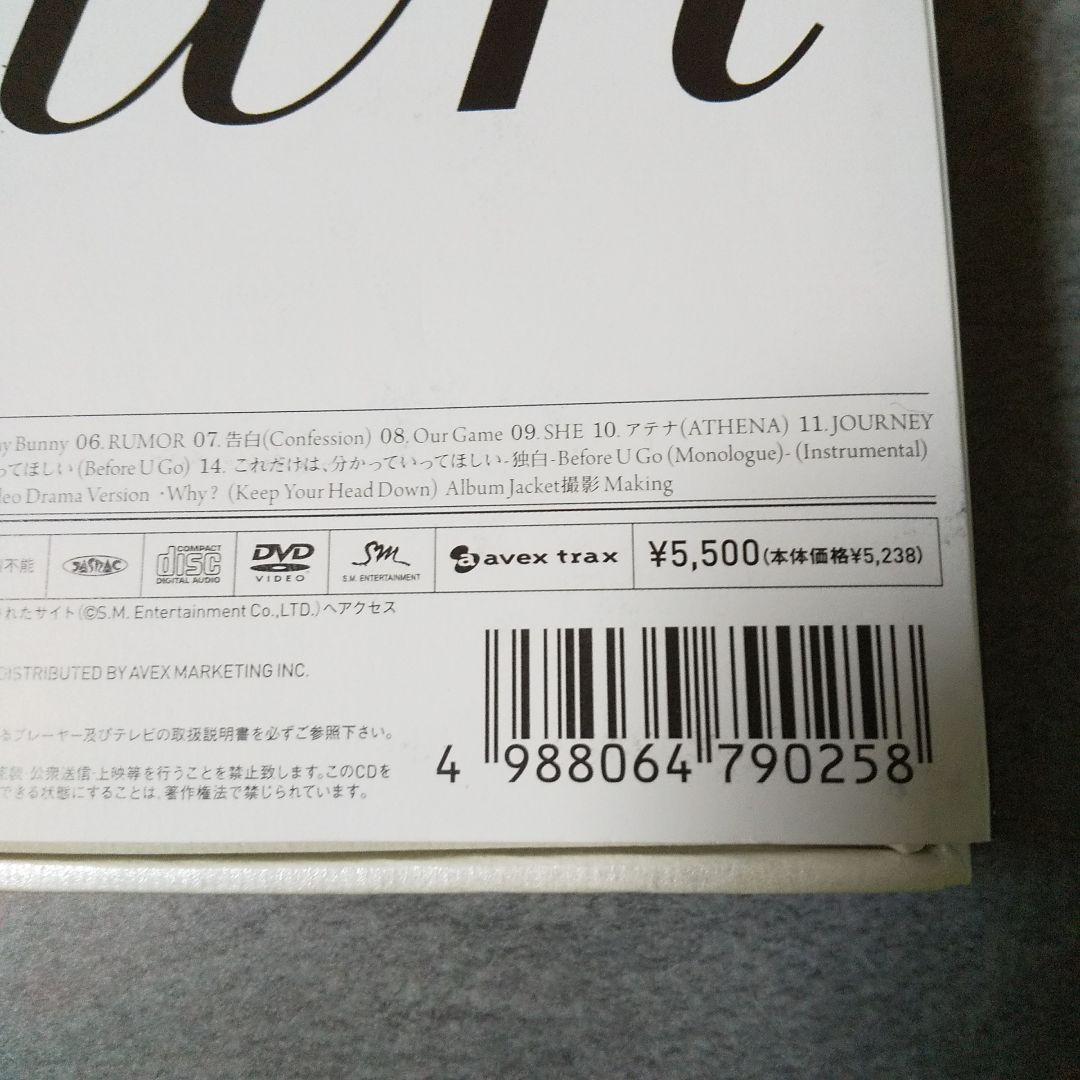 wn
ny Bunny 06. RUMOR 07. 告白(Confession) 08. Our Game 09. SHE 10. アテナ(ATHENA) 11. JOURNEY
ってほしい(Before U Go) 14. これだけは、分かっていってほしい-独白-Before U Go (Monologue)- (Instrumental)
deo Drama Version ・Why? (Keep Your Head Down) Album Jacket撮影 Making
不能 JASRAC COMPACT disc DIGITAL AUDIO DVD VIDEO SM S.M. ENTERTAINMENT avex trax ¥5,500(本体価格¥5,238)
れたサイト(©S.M. Entertainment Co.,LTD.)へアクセス
DISTRIBUTED BY AVEX MARKETING INC.
るプレーヤー及びテレビの取扱説明書を必ずご参照下さい。
公衆送信・上映等を行うことを禁止致します。このCDを
できる状態にすることは、著作権法で禁じられています。
4 988064 790258